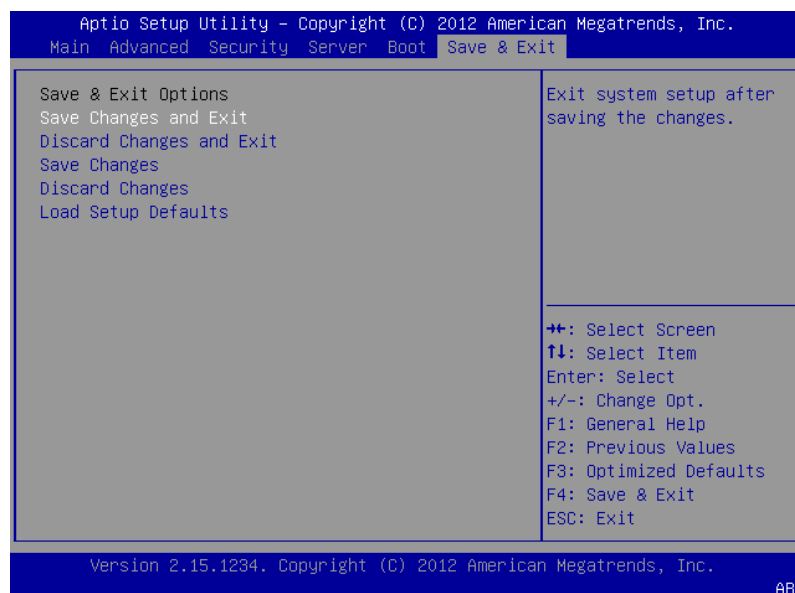 Aptio Setup Utility – Copyright (C) 2012 American Megatrends, Inc.
Main Advanced Security Server Boot Save & Exit
Save & Exit Options
Save Changes and Exit
Discard Changes and Exit
Save Changes
Discard Changes
Load Setup Defaults
Exit system setup after
saving the changes.
→←: Select Screen
↑↓: Select Item
Enter: Select
+/-: Change Opt.
F1: General Help
F2: Previous Values
F3: Optimized Defaults
F4: Save & Exit
ESC: Exit
Version 2.15.1234. Copyright (C) 2012 American Megatrends, Inc.
AB